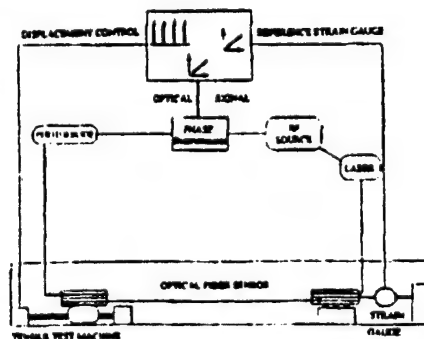 DISPLACEMENT CONTROL
REFERENCE STRAIN GAUGE
OPTICAL SIGNAL
PHASE
RF
SOURCE
LASER
OPTICAL FIBER SENSOR
STRAIN
GAUGE
TENSILE TEST MACHINE